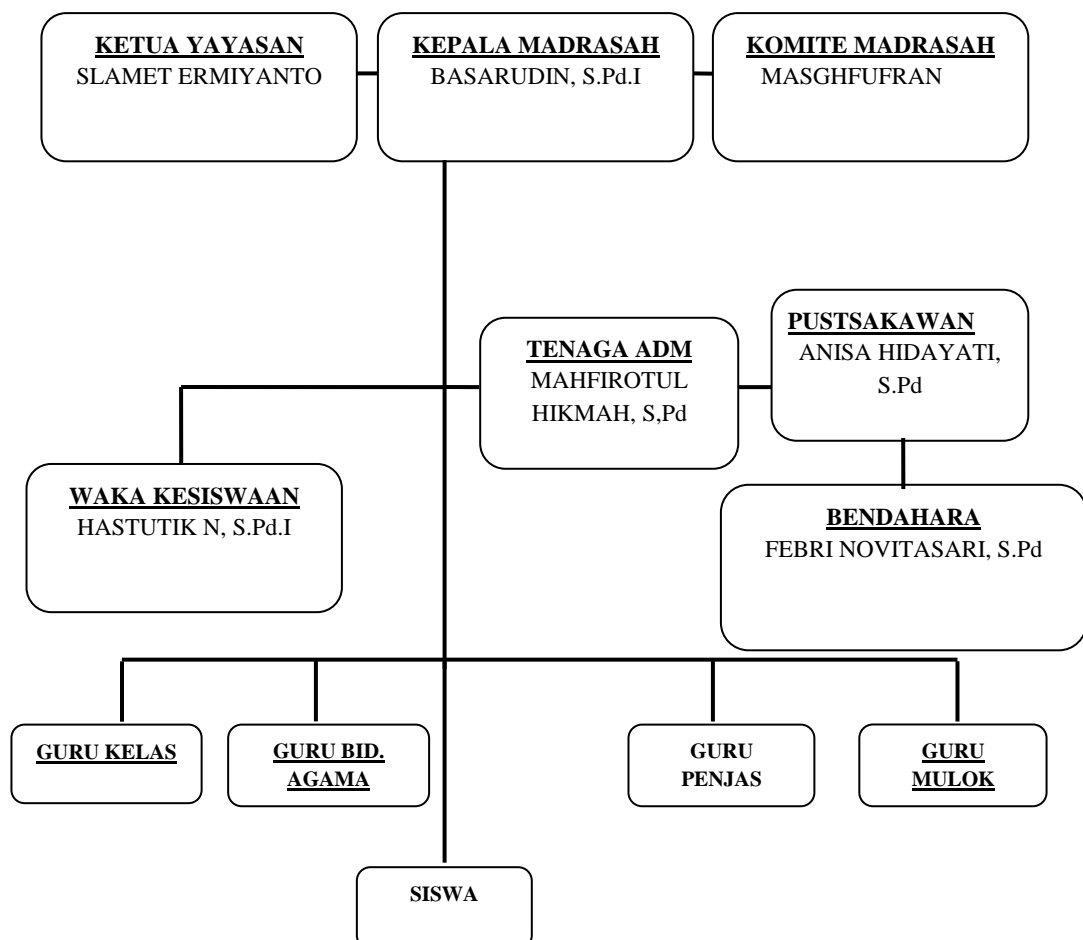 KETUA YAYASAN
SLAMET ERMIYANTO
KEPALA MADRASAH
BASARUDIN, S.Pd.I
KOMITE MADRASAH
MASGHFUFRAN
TENAGA ADM
MAHFIROTUL
HIKMAH, S,Pd
PUSTSAKAWAN
ANISA HIDAYATI,
S.Pd
WAKA KESISWAAN
HASTUTIK N, S.Pd.I
BENDAHARA
FEBRI NOVITASARI, S.Pd
GURU KELAS
GURU BID.
AGAMA
GURU
PENJAS
GURU
MULOK
SISWA